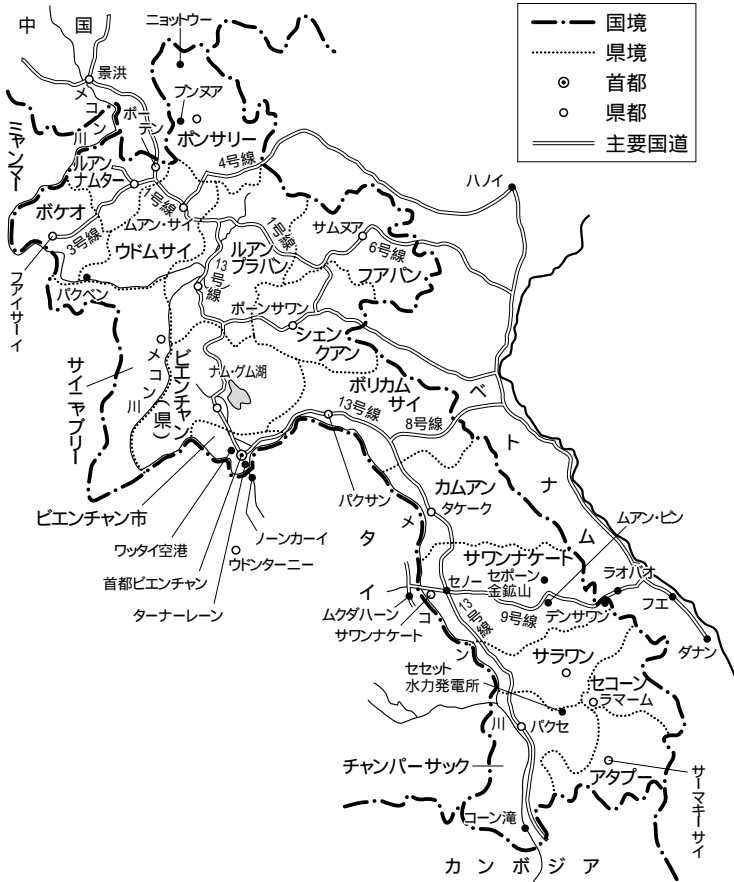 国境
県境
首都
県都
主要国道
中国
ニョットウー
景洪
メコン川
ボーテン
ブンヌア
ポンサリー
4号線
ハノイ
ミャンマー
ルアン
ナムター
ボケオ
1号線
ムアン・サイ
3号線
ウドムサイ
ルアン
プラバン
1号線
サムヌア
6号線
フアパン
13号線
ファイサーイ
パクベン
ポーンサワン
シェン
クアン
サイニャブリー
メコン川
ビエンチャン(県)
ナム・グム湖
ボリカム
サイ
13号線
8号線
ベトナム
ビエンチャン市
パクサン
カムアン
タケーク
ワッタイ空港
ノーンカーイ
ウドンターニー
首都ビエンチャン
ターナーレーン
タイ
メコン川
ムアン・ピン
サワンナケート
セポーン
金鉱山
セノー
ラオバオ
フエ
ムクダハーン
サワンナケート
13号線
9号線
デンサワン
ダナン
サラワン
セセット
水力発電所
セコーン
ラマーム
パクセ
チャンパーサック
アタプー
サーマキーサイ
コーン滝
カンボジア